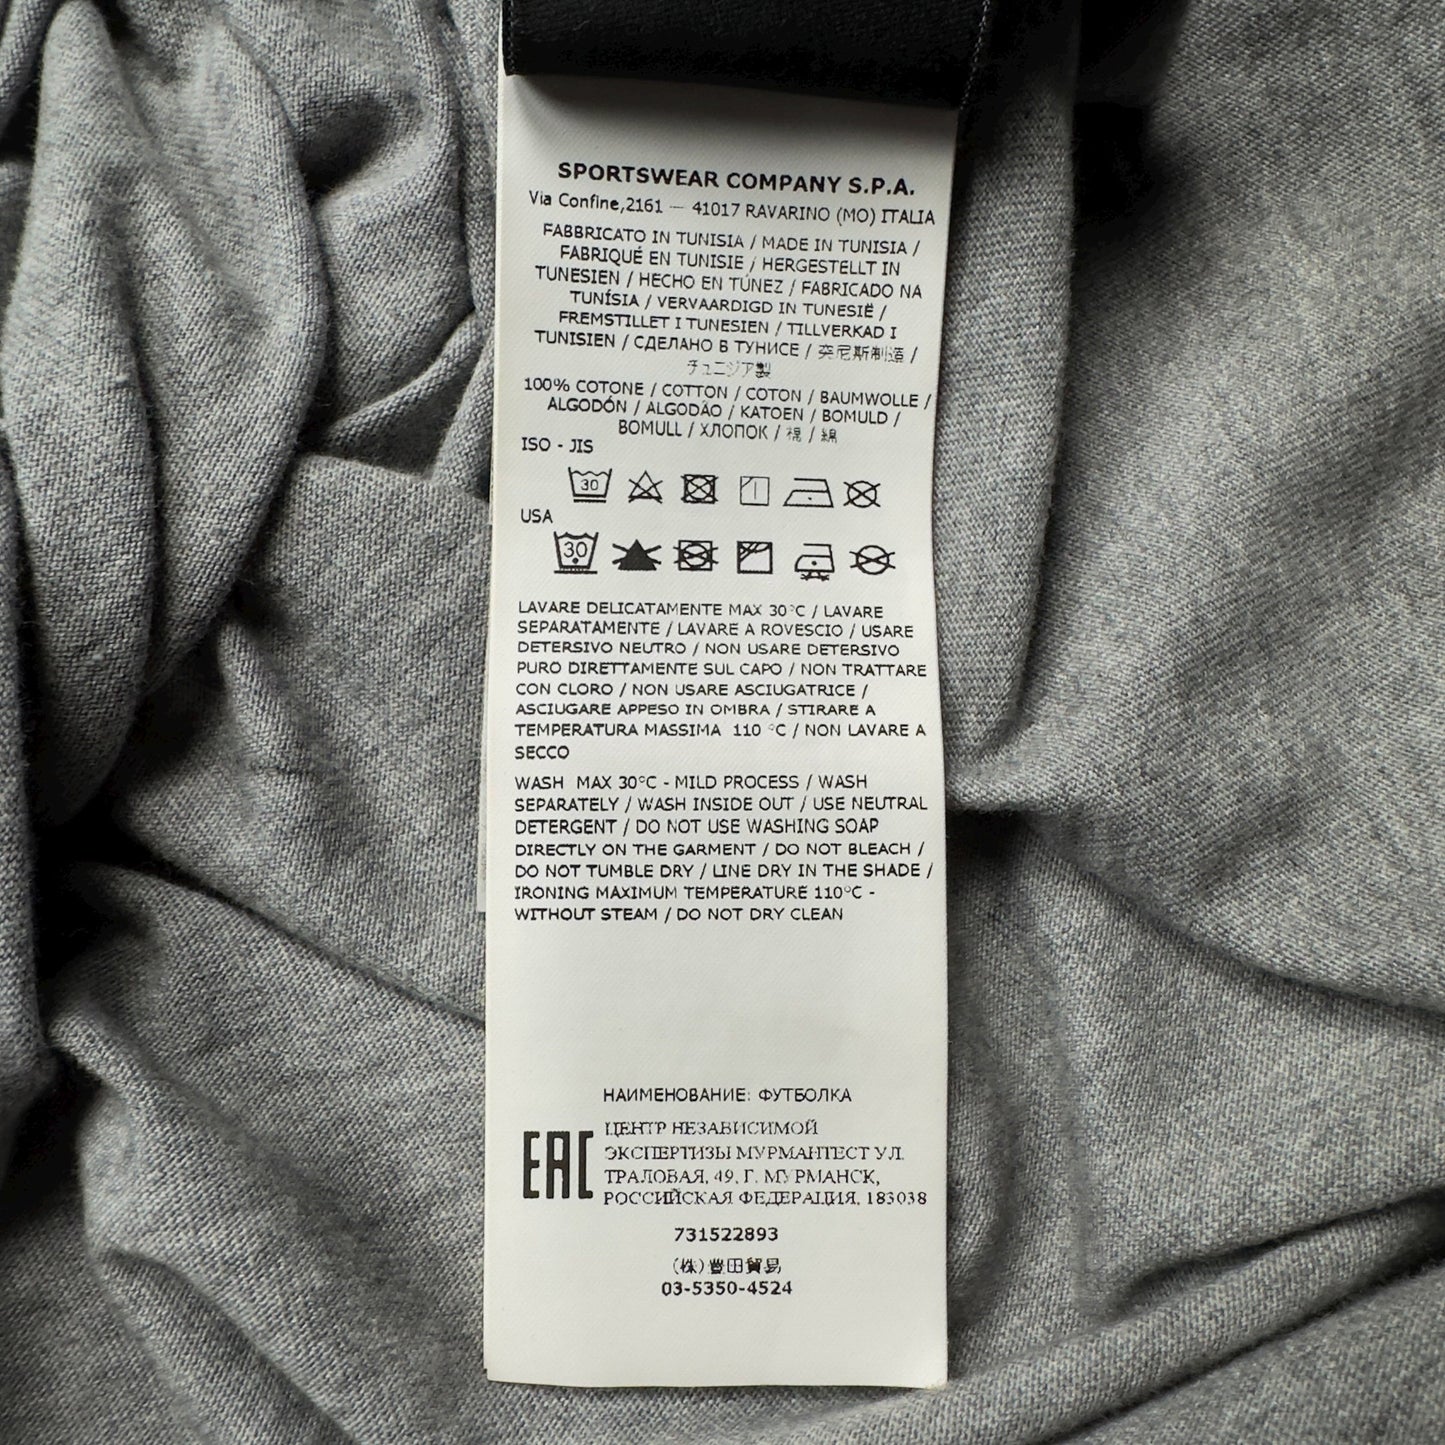 SPORTSWEAR COMPANY S.P.A.
Via Confine,2161 — 41017 RAVARINO (MO) ITALIA
FABBRICATO IN TUNISIA / MADE IN TUNISIA /
FABRIQUÉ EN TUNISIE / HERGESTELLT IN
TUNESIEN / HECHO EN TÚNEZ / FABRICADO NA
TUNÍSIA / VERVAARDIGD IN TUNESIË /
FREMSTILLET I TUNESIEN / TILLVERKAD I
TUNISIEN / СДЕЛАНО В ТУНИСЕ / 突尼斯制造 /
チュニジア製
100% COTONE / COTTON / COTON / BAUMWOLLE /
ALGODÓN / ALGODÃO / KATOEN / BOMULD /
BOMULL / ХЛОПОК / 棉 / 綿
ISO - JIS
30
USA
30
LAVARE DELICATAMENTE MAX 30°C / LAVARE
SEPARATAMENTE / LAVARE A ROVESCIO / USARE
DETERSIVO NEUTRO / NON USARE DETERSIVO
PURO DIRETTAMENTE SUL CAPO / NON TRATTARE
CON CLORO / NON USARE ASCIUGATRICE /
ASCIUGARE APPESO IN OMBRA / STIRARE A
TEMPERATURA MASSIMA 110 °C / NON LAVARE A
SECCO
WASH MAX 30°C - MILD PROCESS / WASH
SEPARATELY / WASH INSIDE OUT / USE NEUTRAL
DETERGENT / DO NOT USE WASHING SOAP
DIRECTLY ON THE GARMENT / DO NOT BLEACH /
DO NOT TUMBLE DRY / LINE DRY IN THE SHADE /
IRONING MAXIMUM TEMPERATURE 110°C -
WITHOUT STEAM / DO NOT DRY CLEAN
НАИМЕНОВАНИЕ: ФУТБОЛКА
EAC
ЦЕНТР НЕЗАВИСИМОЙ
ЭКСПЕРТИЗЫ МУРМАНТЕСТ УЛ.
ТРАЛОВАЯ, 49, Г. МУРМАНСК,
РОССИЙСКАЯ ФЕДЕРАЦИЯ, 183038
731522893
(株)豊田貿易
03-5350-4524